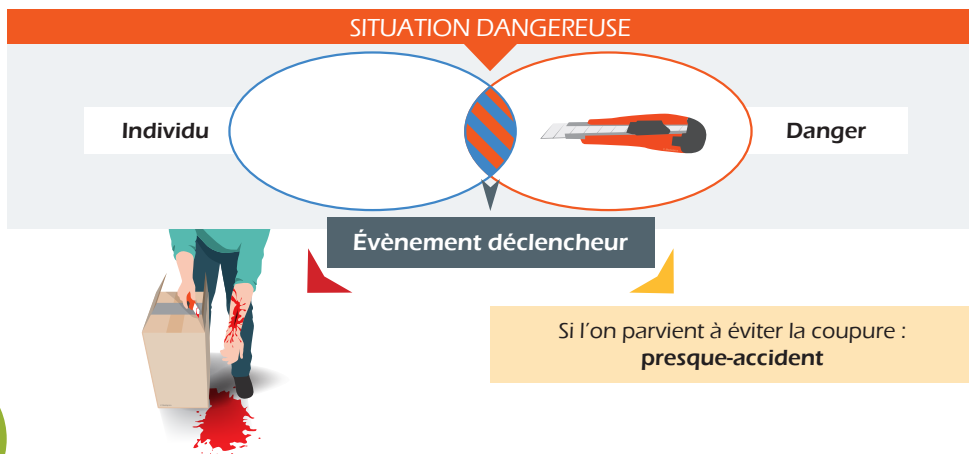 SITUATION DANGEREUSE
Individu
Danger
Évènement déclencheur
Si l'on parvient à éviter la coupure :
presque-accident